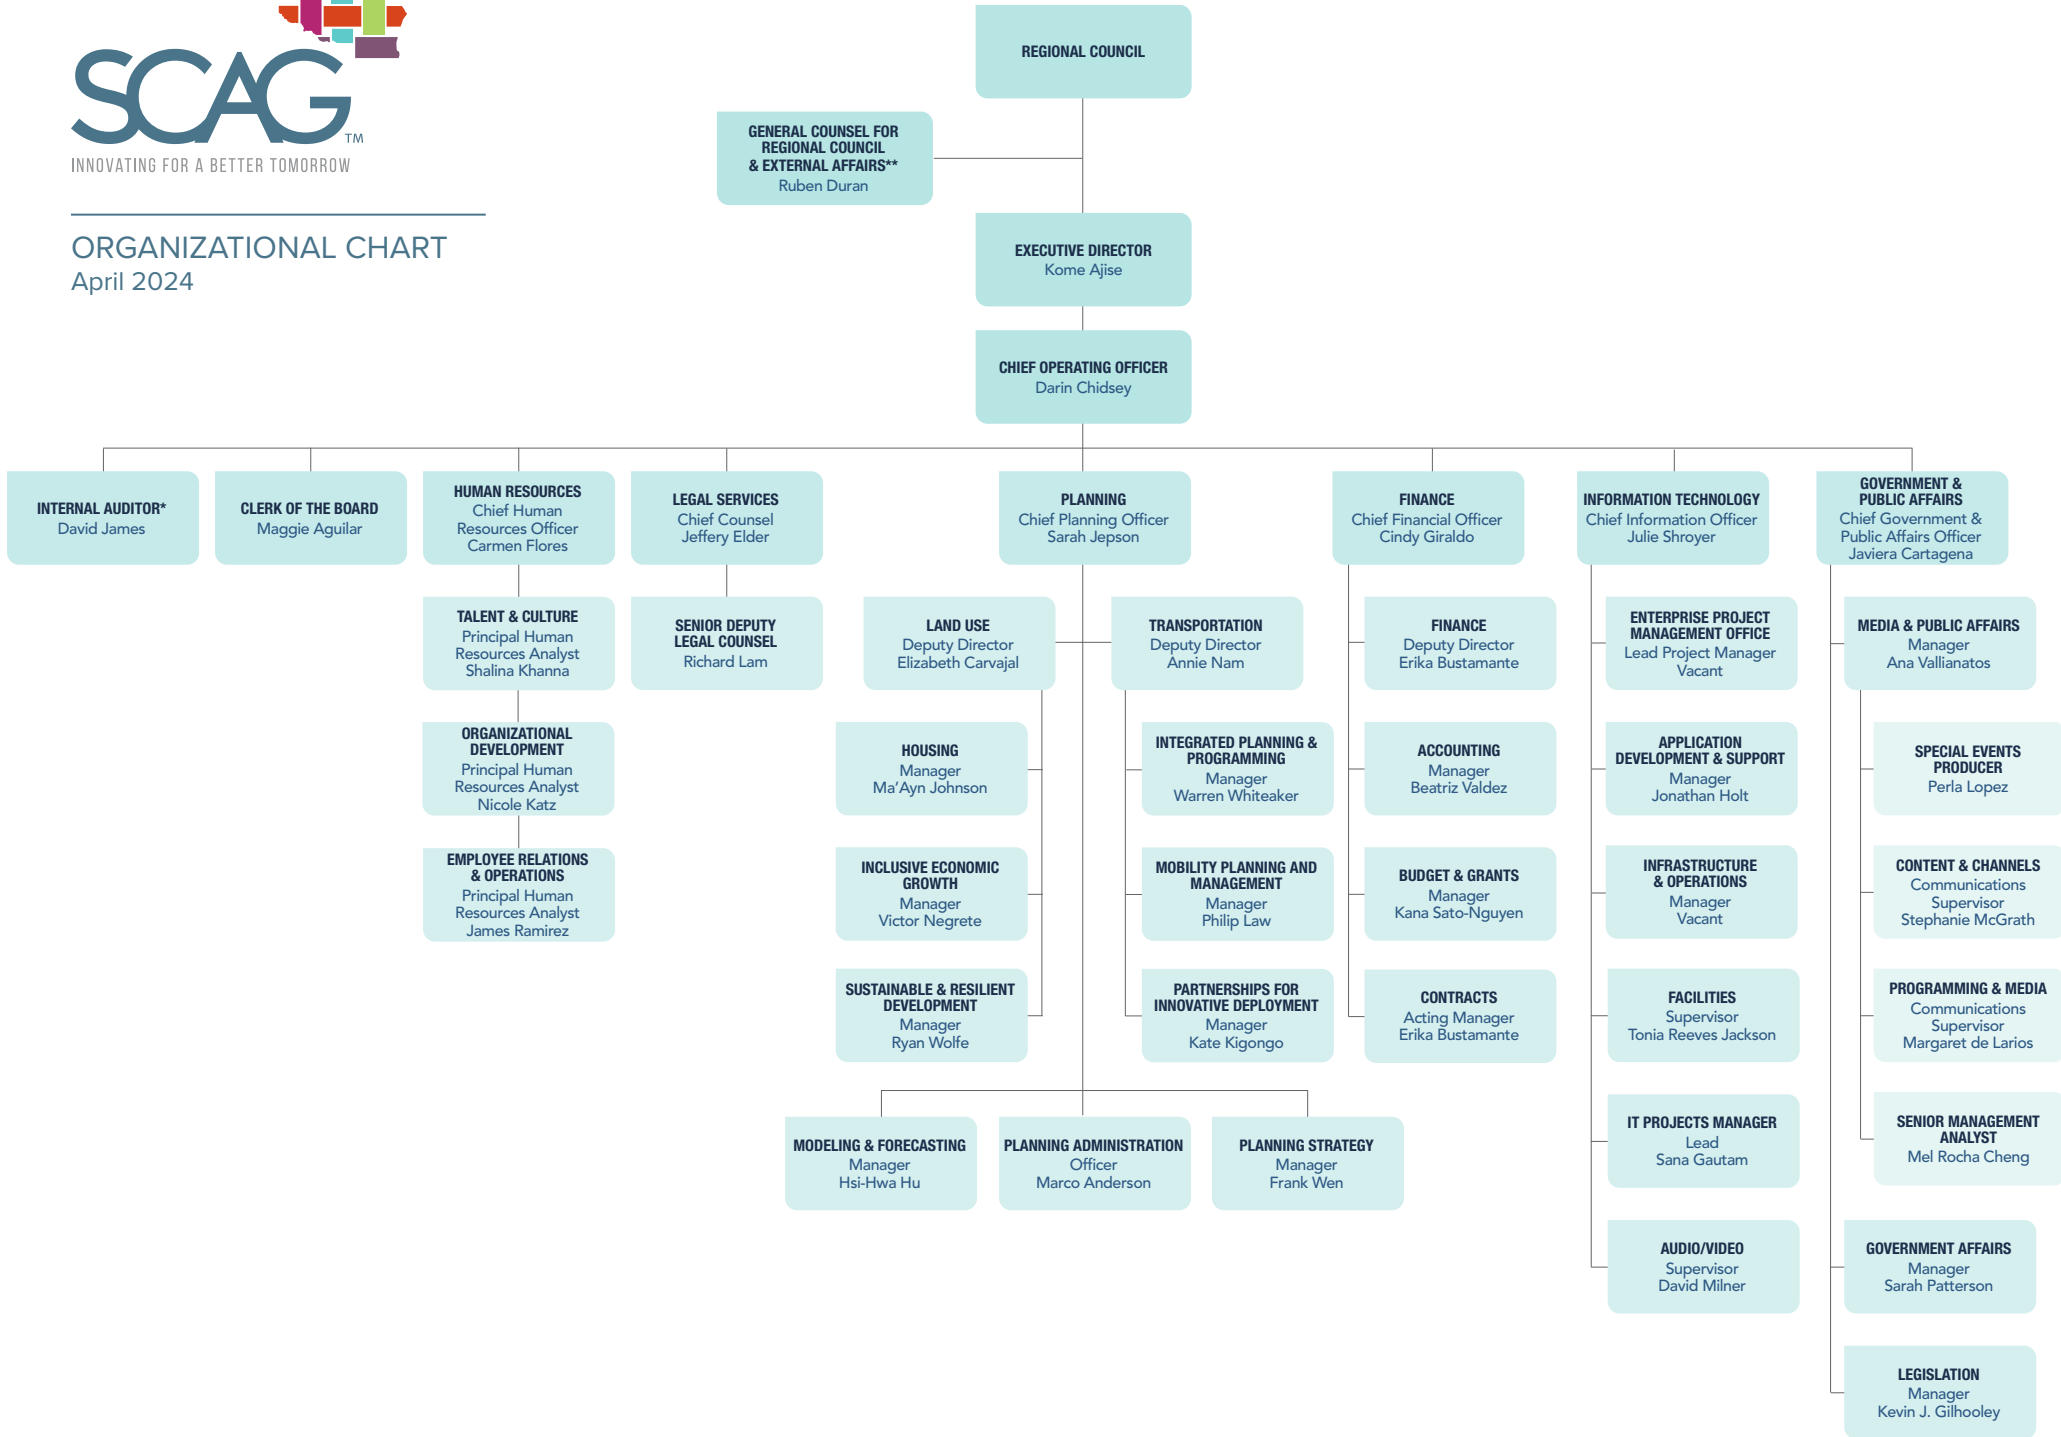 SCAG™
INNOVATING FOR A BETTER TOMORROW
ORGANIZATIONAL CHART
April 2024
REGIONAL COUNCIL
GENERAL COUNSEL FOR
REGIONAL COUNCIL
& EXTERNAL AFFAIRS**
Ruben Duran
EXECUTIVE DIRECTOR
Kome Ajise
CHIEF OPERATING OFFICER
Darin Chidsey
INTERNAL AUDITOR*
David James
CLERK OF THE BOARD
Maggie Aguilar
HUMAN RESOURCES
Chief Human
Resources Officer
Carmen Flores
LEGAL SERVICES
Chief Counsel
Jeffery Elder
PLANNING
Chief Planning Officer
Sarah Jepson
FINANCE
Chief Financial Officer
Cindy Giraldo
INFORMATION TECHNOLOGY
Chief Information Officer
Julie Shroyer
GOVERNMENT &
PUBLIC AFFAIRS
Chief Government &
Public Affairs Officer
Javiera Cartagena
TALENT & CULTURE
Principal Human
Resources Analyst
Shalina Khanna
ORGANIZATIONAL
DEVELOPMENT
Principal Human
Resources Analyst
Nicole Katz
EMPLOYEE RELATIONS
& OPERATIONS
Principal Human
Resources Analyst
James Ramirez
SENIOR DEPUTY
LEGAL COUNSEL
Richard Lam
LAND USE
Deputy Director
Elizabeth Carvajal
HOUSING
Manager
Ma'Ayn Johnson
INCLUSIVE ECONOMIC
GROWTH
Manager
Victor Negrete
SUSTAINABLE & RESILIENT
DEVELOPMENT
Manager
Ryan Wolfe
TRANSPORTATION
Deputy Director
Annie Nam
INTEGRATED PLANNING &
PROGRAMMING
Manager
Warren Whiteaker
MOBILITY PLANNING AND
MANAGEMENT
Manager
Philip Law
PARTNERSHIPS FOR
INNOVATIVE DEPLOYMENT
Manager
Kate Kigongo
MODELING & FORECASTING
Manager
Hsi-Hwa Hu
PLANNING ADMINISTRATION
Officer
Marco Anderson
PLANNING STRATEGY
Manager
Frank Wen
FINANCE
Deputy Director
Erika Bustamante
ACCOUNTING
Manager
Beatriz Valdez
BUDGET & GRANTS
Manager
Kana Sato-Nguyen
CONTRACTS
Acting Manager
Erika Bustamante
ENTERPRISE PROJECT
MANAGEMENT OFFICE
Lead Project Manager
Vacant
APPLICATION
DEVELOPMENT & SUPPORT
Manager
Jonathan Holt
INFRASTRUCTURE
& OPERATIONS
Manager
Vacant
FACILITIES
Supervisor
Tonia Reeves Jackson
IT PROJECTS MANAGER
Lead
Sana Gautam
AUDIO/VIDEO
Supervisor
David Milner
MEDIA & PUBLIC AFFAIRS
Manager
Ana Vallianatos
SPECIAL EVENTS
PRODUCER
Perla Lopez
CONTENT & CHANNELS
Communications
Supervisor
Stephanie McGrath
PROGRAMMING & MEDIA
Communications
Supervisor
Margaret de Larios
SENIOR MANAGEMENT
ANALYST
Mel Rocha Cheng
GOVERNMENT AFFAIRS
Manager
Sarah Patterson
LEGISLATION
Manager
Kevin J. Gilhooley